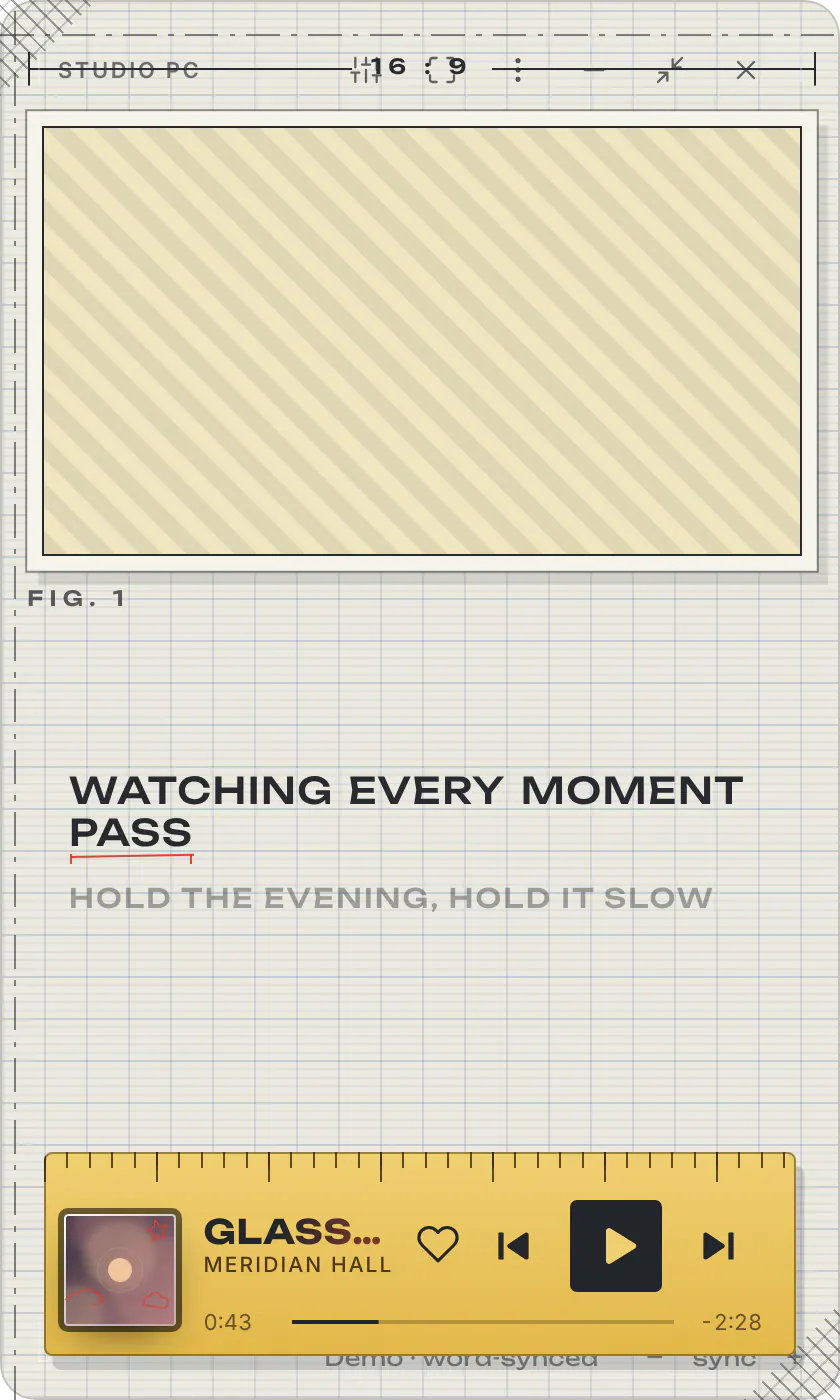 STUDIO PC
16 : 9
FIG. 1
WATCHING EVERY MOMENT
PASS
HOLD THE EVENING, HOLD IT SLOW
GLASS...
MERIDIAN HALL
0:43
-2:28
Demo · word-synced − sync +